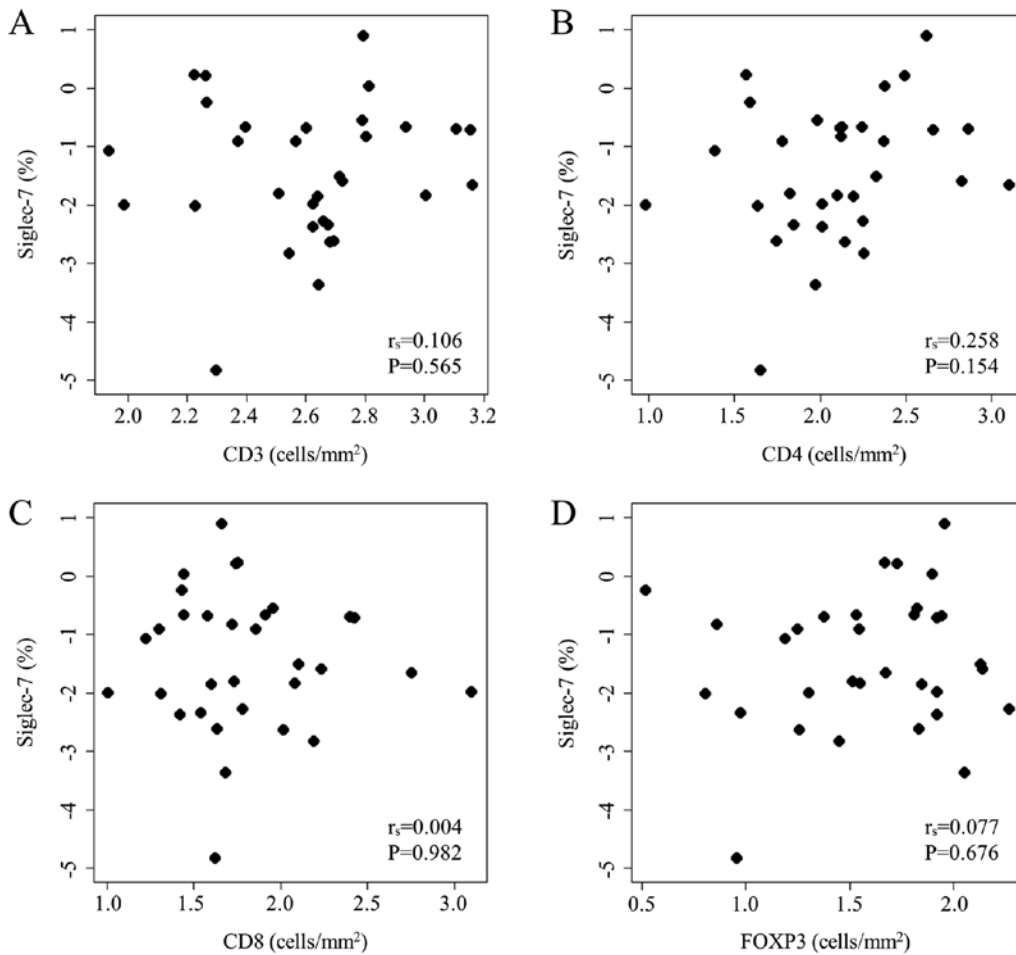 A
Siglec-7 (%)
1
0
-1
-2
-3
-4
-5
rs=0.106
P=0.565
2.0 2.2 2.4 2.6 2.8 3.0 3.2
CD3 (cells/mm²)
B
Siglec-7 (%)
1
0
-1
-2
-3
-4
-5
rs=0.258
P=0.154
1.0 1.5 2.0 2.5 3.0
CD4 (cells/mm²)
C
Siglec-7 (%)
1
0
-1
-2
-3
-4
-5
rs=0.004
P=0.982
1.0 1.5 2.0 2.5 3.0
CD8 (cells/mm²)
D
Siglec-7 (%)
1
0
-1
-2
-3
-4
-5
rs=0.077
P=0.676
0.5 1.0 1.5 2.0
FOXP3 (cells/mm²)